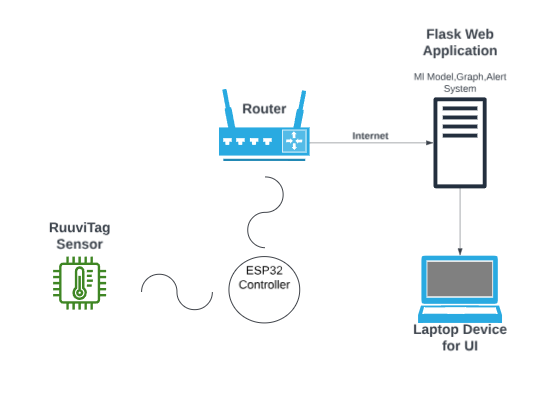 Flask Web
Application
Ml Model,Graph,Alert
System
Router
Internet
RuuviTag
Sensor
ESP32
Controller
Laptop Device
for UI